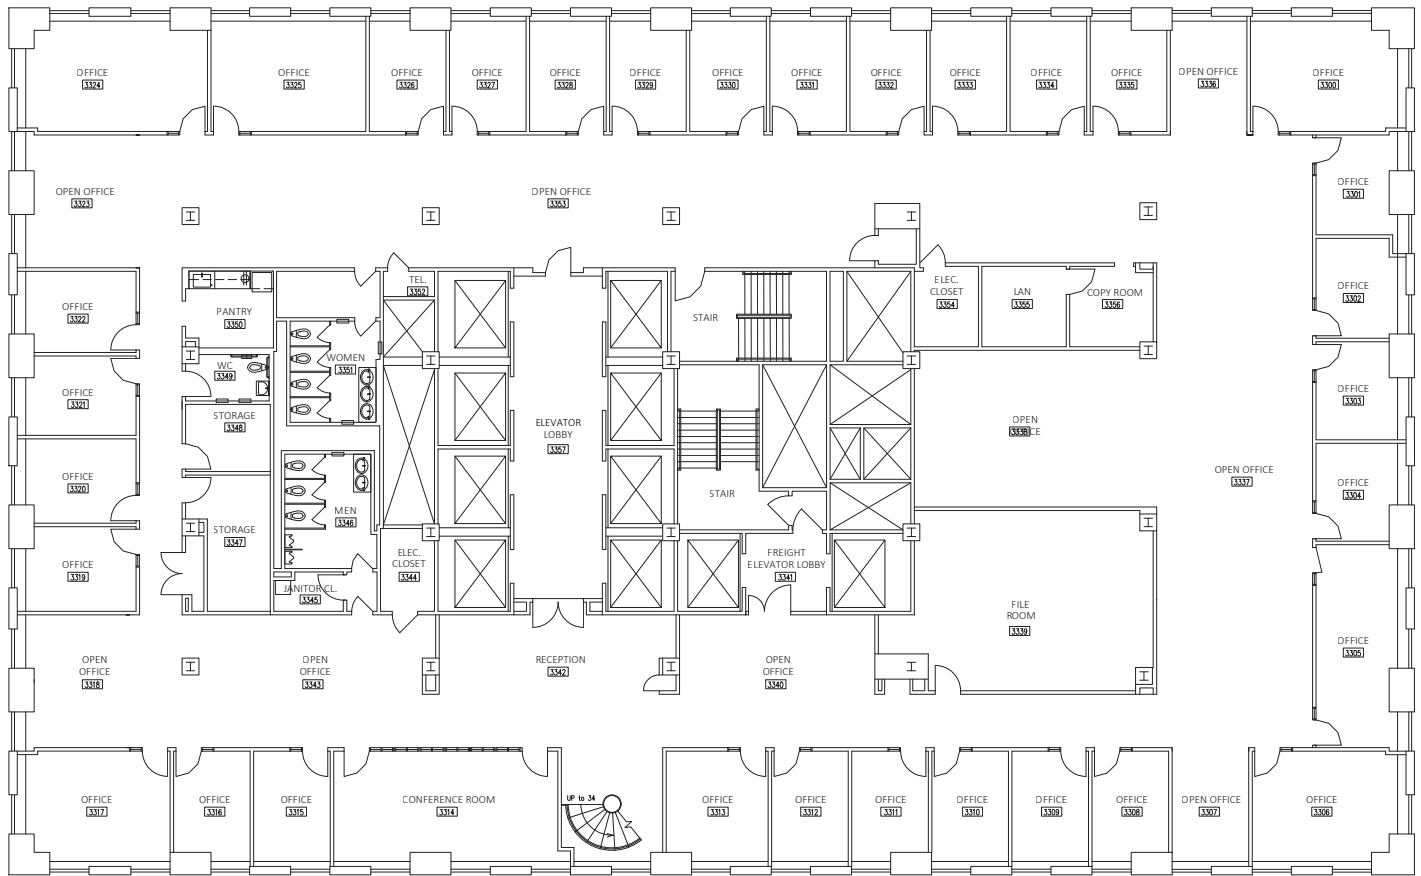 OFFICE
3324
OFFICE
3325
OFFICE
3326
OFFICE
3327
OFFICE
3328
OFFICE
3329
OFFICE
3330
OFFICE
3331
OFFICE
3332
OFFICE
3333
OFFICE
3334
OFFICE
3335
OPEN OFFICE
3336
OFFICE
3300
OPEN OFFICE
3323
OPEN OFFICE
3353
OFFICE
3301
OFFICE
3322
PANTRY
3350
TEL.
3352
STAIR
ELEC.
CLOSET
3354
LAN
3355
COPY ROOM
3356
OFFICE
3302
WC
3349
WOMEN
3351
OFFICE
3321
STORAGE
3348
ELEVATOR
LOBBY
3357
OPEN
3338
OFFICE
3303
OFFICE
3320
STAIR
OPEN OFFICE
3337
OFFICE
3304
MEN
3346
STORAGE
3347
OFFICE
3319
ELEC.
CLOSET
3344
JANITOR CL.
3345
FREIGHT
ELEVATOR LOBBY
3341
FILE
ROOM
3339
OFFICE
3305
OPEN
OFFICE
3318
OPEN
OFFICE
3343
RECEPTION
3342
OPEN
OFFICE
3340
OFFICE
3317
OFFICE
3316
OFFICE
3315
CONFERENCE ROOM
3314
UP to 34
OFFICE
3313
OFFICE
3312
OFFICE
3311
OFFICE
3310
OFFICE
3309
OFFICE
3308
OPEN OFFICE
3307
OFFICE
3306